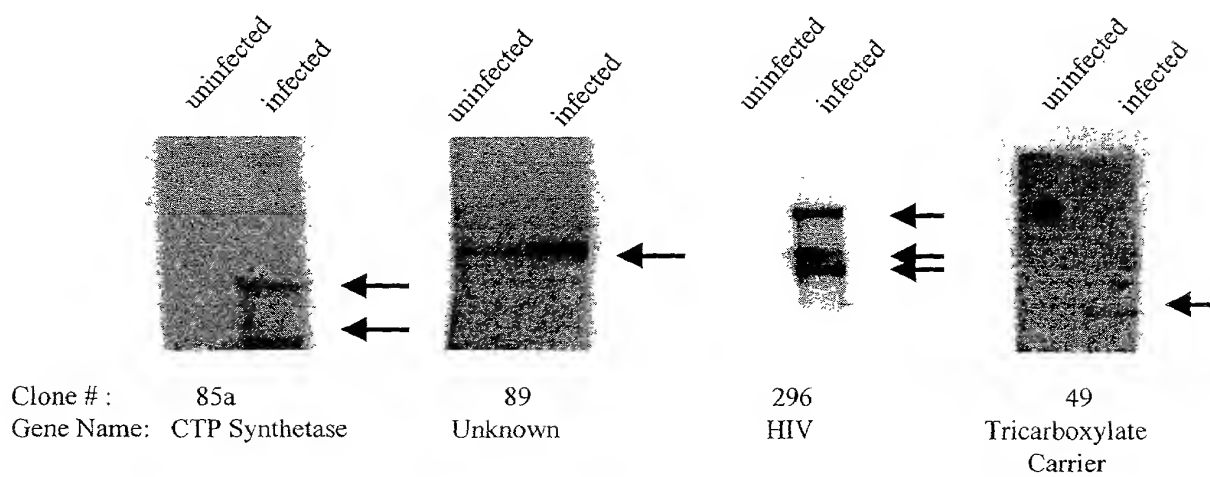 uninfected infected uninfected infected uninfected infected uninfected infected
Clone # : 85a 89 296 49
Gene Name: CTP Synthetase Unknown HIV Tricarboxylate
Carrier